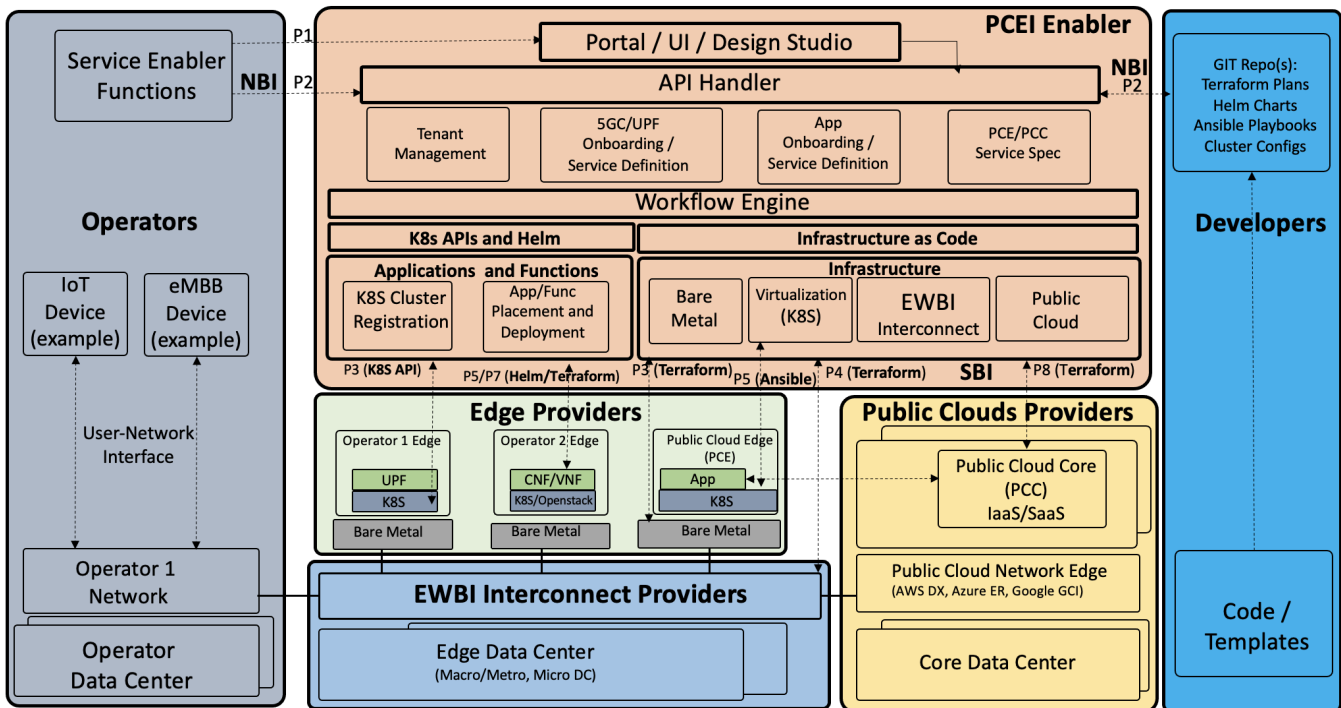 Service Enabler
Functions
NBI
P1
P2
Operators
IoT
Device
(example)
eMBB
Device
(example)
User-Network
Interface
Operator 1
Network
Operator
Data Center
PCEI Enabler
Portal / UI / Design Studio
API Handler
NBI
P2
Tenant
Management
5GC/UPF
Onboarding /
Service Definition
App
Onboarding /
Service Definition
PCE/PCC
Service Spec
Workflow Engine
K8s APIs and Helm
Infrastructure as Code
Applications and Functions
K8S Cluster
Registration
App/Func
Placement and
Deployment
Infrastructure
Bare
Metal
Virtualization
(K8S)
EWBI
Interconnect
Public
Cloud
P3 (K8S API)
P5/P7 (Helm/Terraform)
P3 (Terraform)
P5 (Ansible)
P4 (Terraform)
SBI
P8 (Terraform)
Edge Providers
Operator 1 Edge
UPF
K8S
Bare Metal
Operator 2 Edge
CNF/VNF
K8S/Openstack
Bare Metal
Public Cloud Edge
(PCE)
App
K8S
Bare Metal
EWBI Interconnect Providers
Edge Data Center
(Macro/Metro, Micro DC)
Public Clouds Providers
Public Cloud Core
(PCC)
IaaS/SaaS
Public Cloud Network Edge
(AWS DX, Azure ER, Google GCI)
Core Data Center
GIT Repo(s):
Terraform Plans
Helm Charts
Ansible Playbooks
Cluster Configs
Developers
Code /
Templates